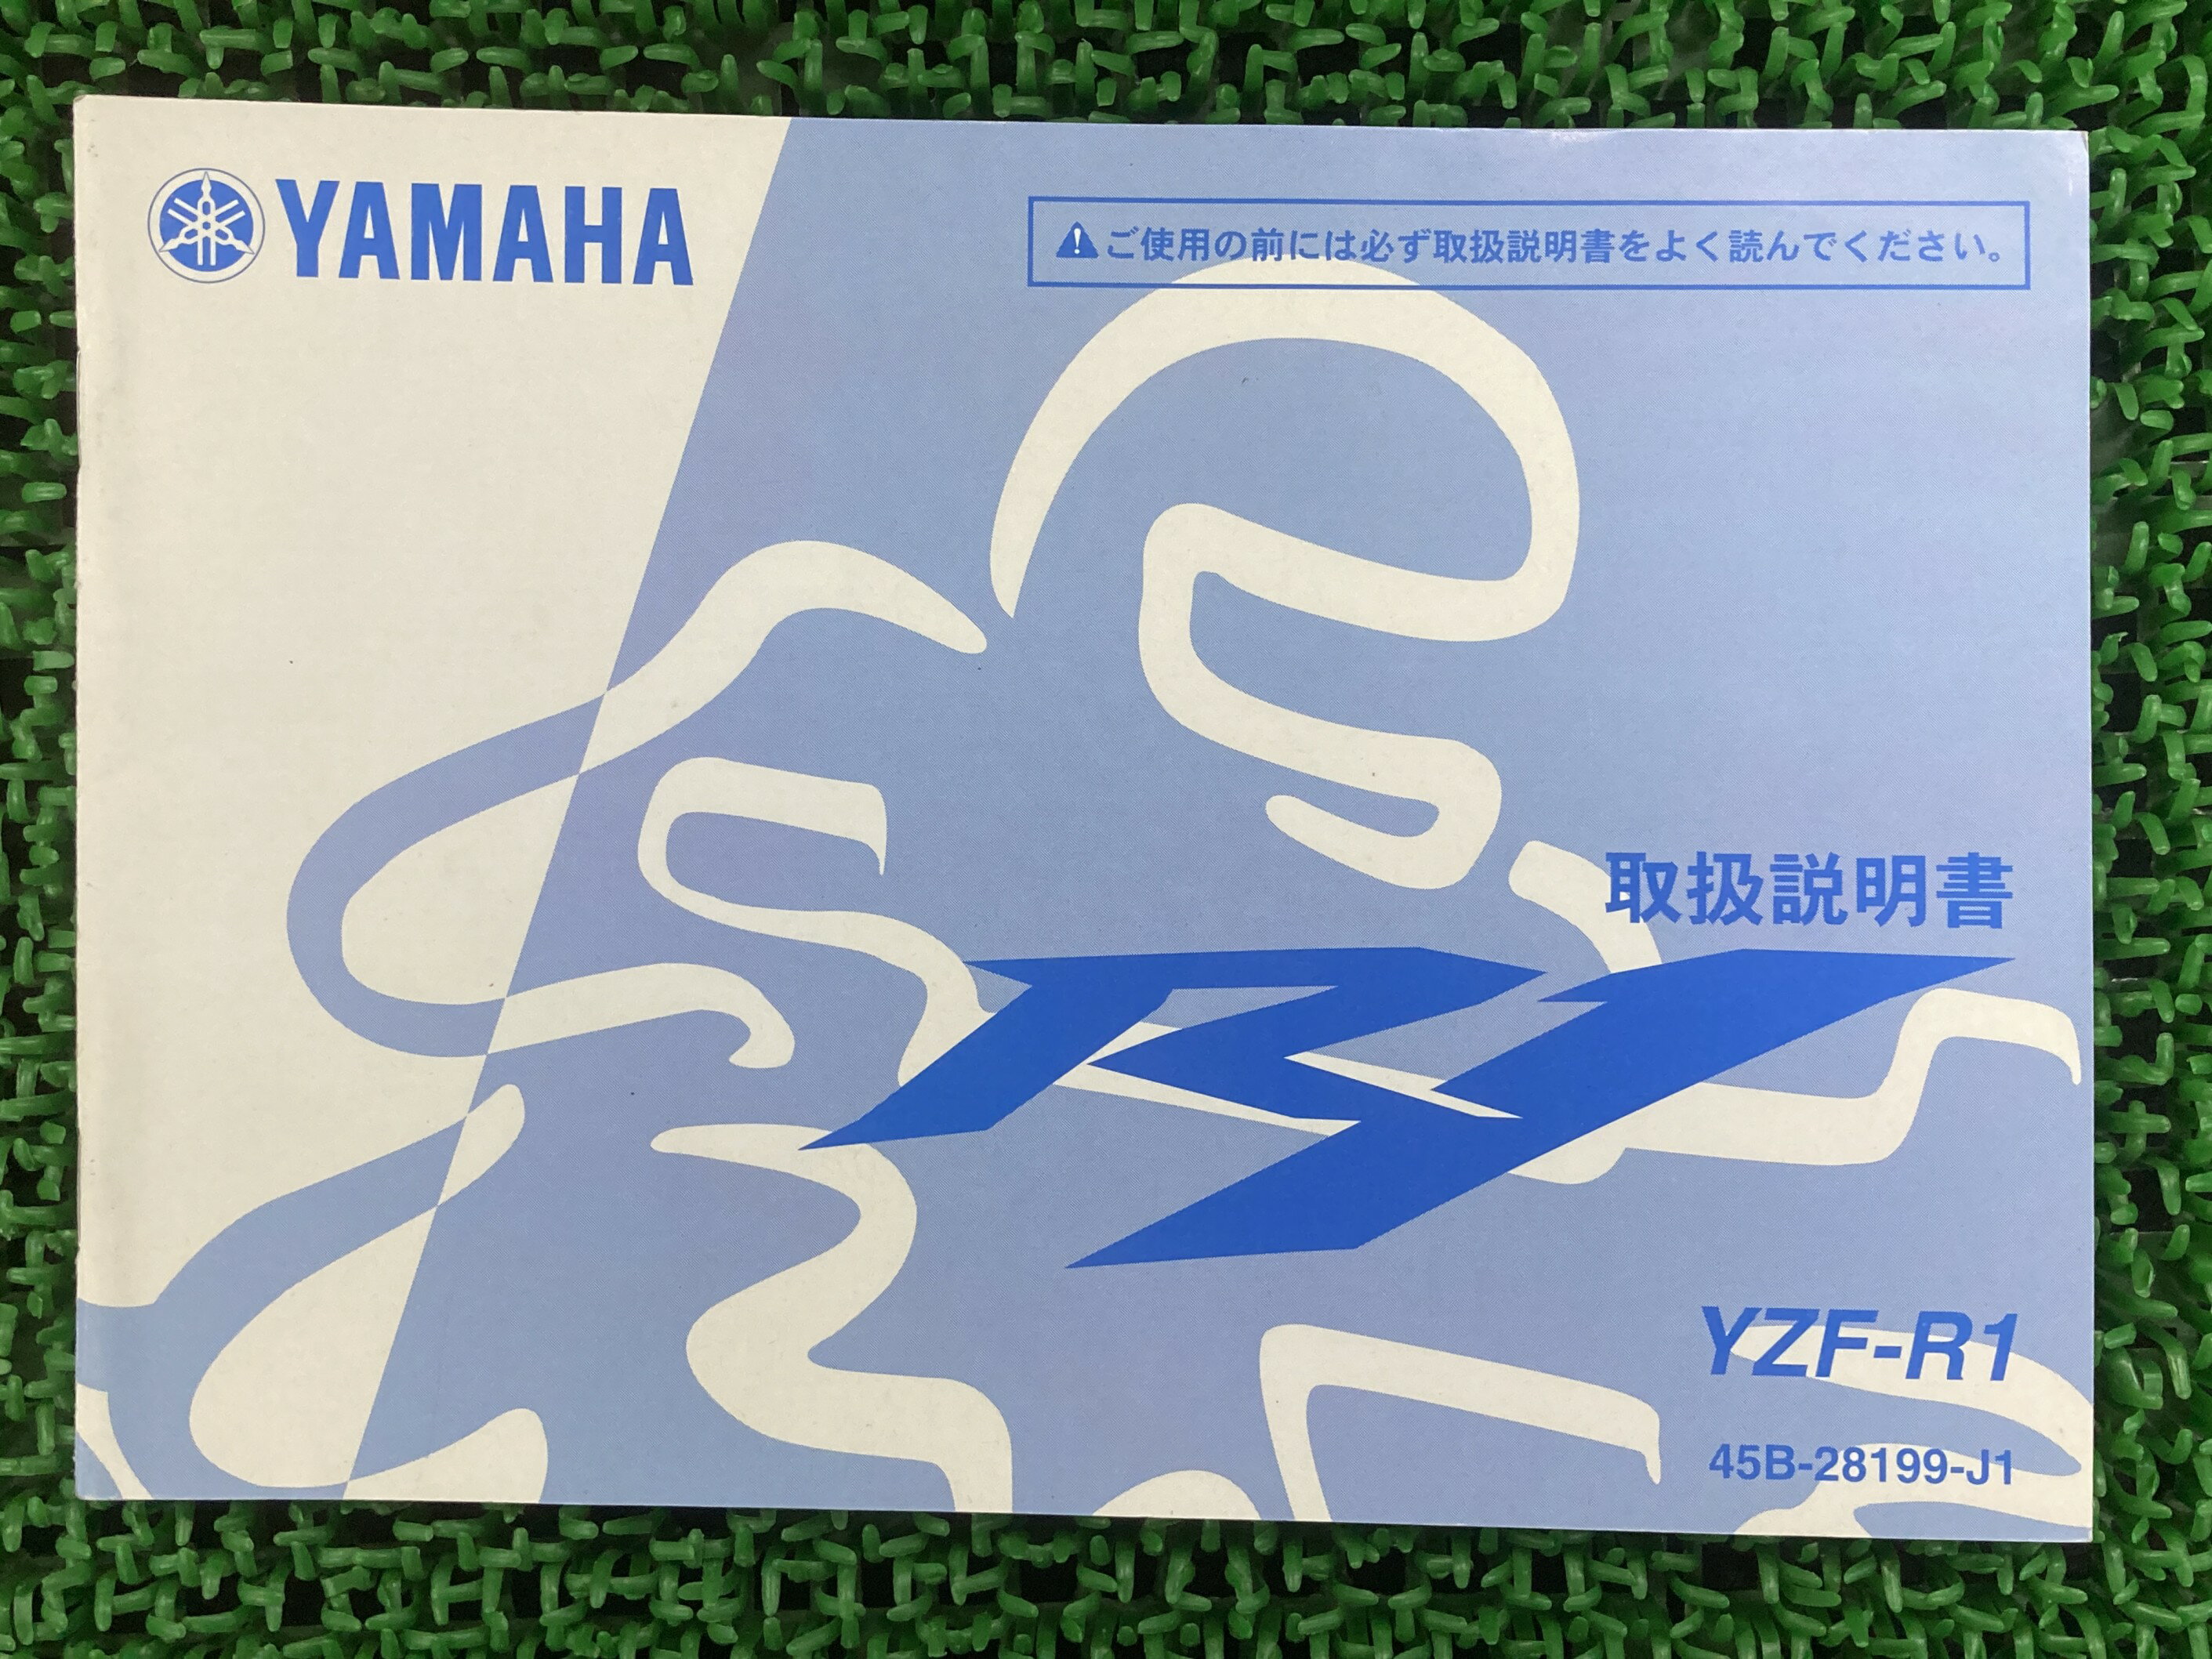 YAMAHA
ご使用の前には必ず取扱説明書をよく読んでください。
取扱説明書
R1
YZF-R1
45B-28199-J1